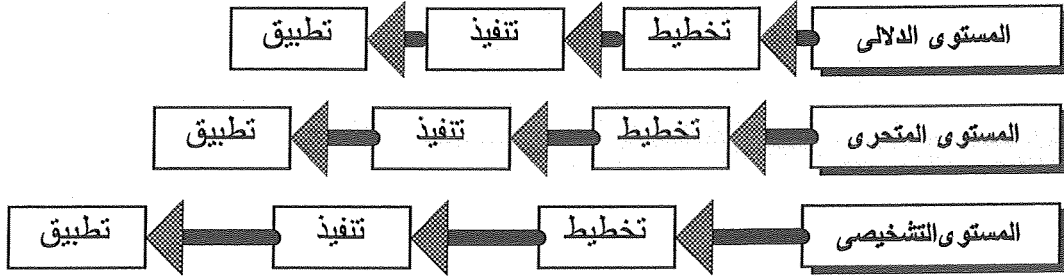 المستوى الدلالى تخطيط تنفيذ تطبيق
المستوى المتحرى تخطيط تنفيذ تطبيق
المستوى التشخيصى تخطيط تنفيذ تطبيق